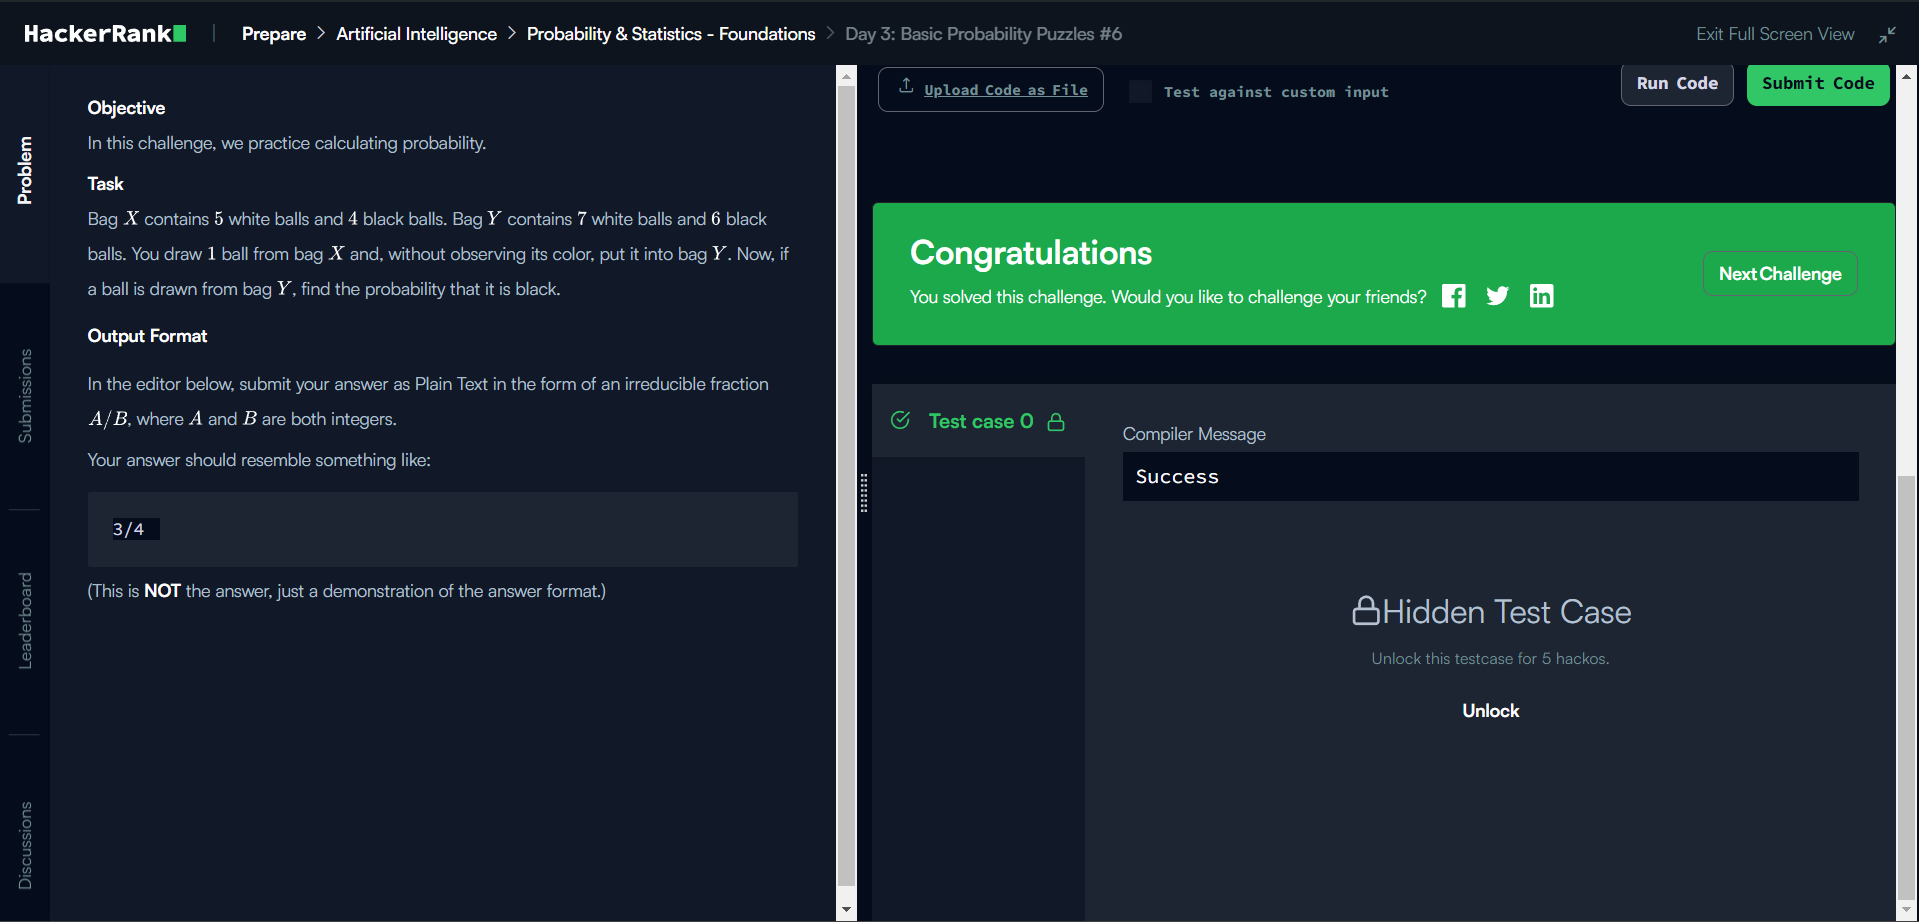 HackerRank
Prepare > Artificial Intelligence > Probability & Statistics - Foundations > Day 3: Basic Probability Puzzles #6
Exit Full Screen View
Problem
Submissions
Leaderboard
Discussions
Objective
In this challenge, we practice calculating probability.
Task
Bag X contains 5 white balls and 4 black balls. Bag Y contains 7 white balls and 6 black
balls. You draw 1 ball from bag X and, without observing its color, put it into bag Y. Now, if
a ball is drawn from bag Y, find the probability that it is black.
Output Format
In the editor below, submit your answer as Plain Text in the form of an irreducible fraction
A/B, where A and B are both integers.
Your answer should resemble something like:
3/4
(This is NOT the answer, just a demonstration of the answer format.)
Upload Code as File
Test against custom input
Run Code
Submit Code
Congratulations
You solved this challenge. Would you like to challenge your friends?
Next Challenge
Test case 0
Compiler Message
Success
Hidden Test Case
Unlock this testcase for 5 hackos.
Unlock